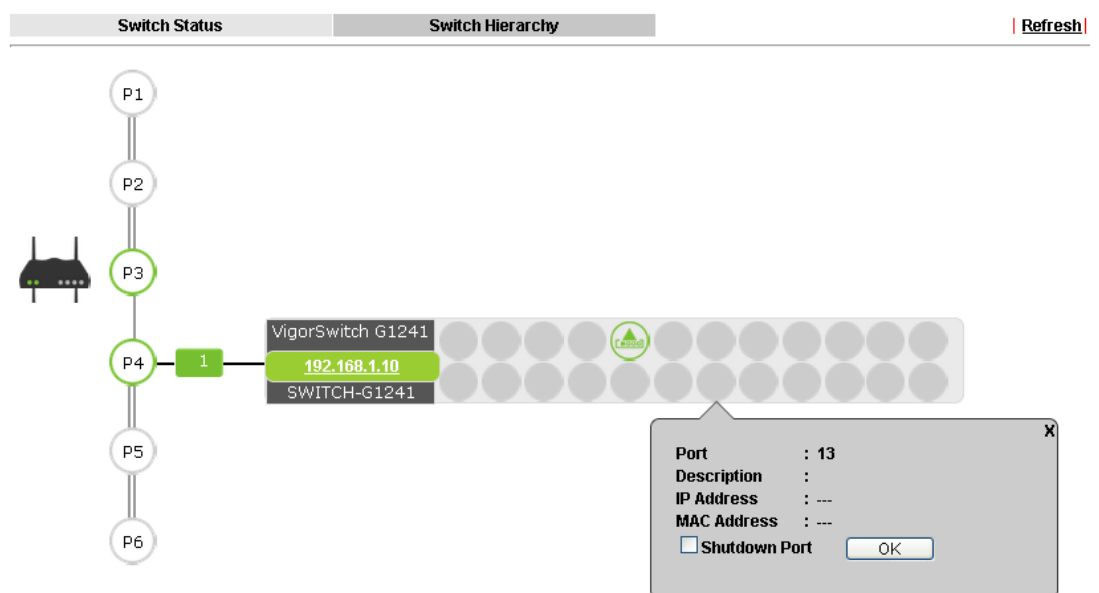 Switch Status
Switch Hierarchy
| Refresh |
P1
P2
P3
P4
1
VigorSwitch G1241
192.168.1.10
SWITCH-G1241
P5
P6
X
Port : 13
Description :
IP Address : ---
MAC Address : ---
Shutdown Port
OK